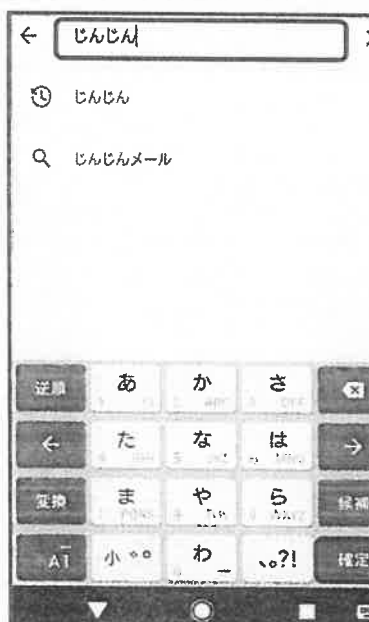 じんじん
じんじん
じんじんメール
逆順 あ か さ
← た な は →
変換 ま や ら 候補
A1 小 わ 、。?! 確定